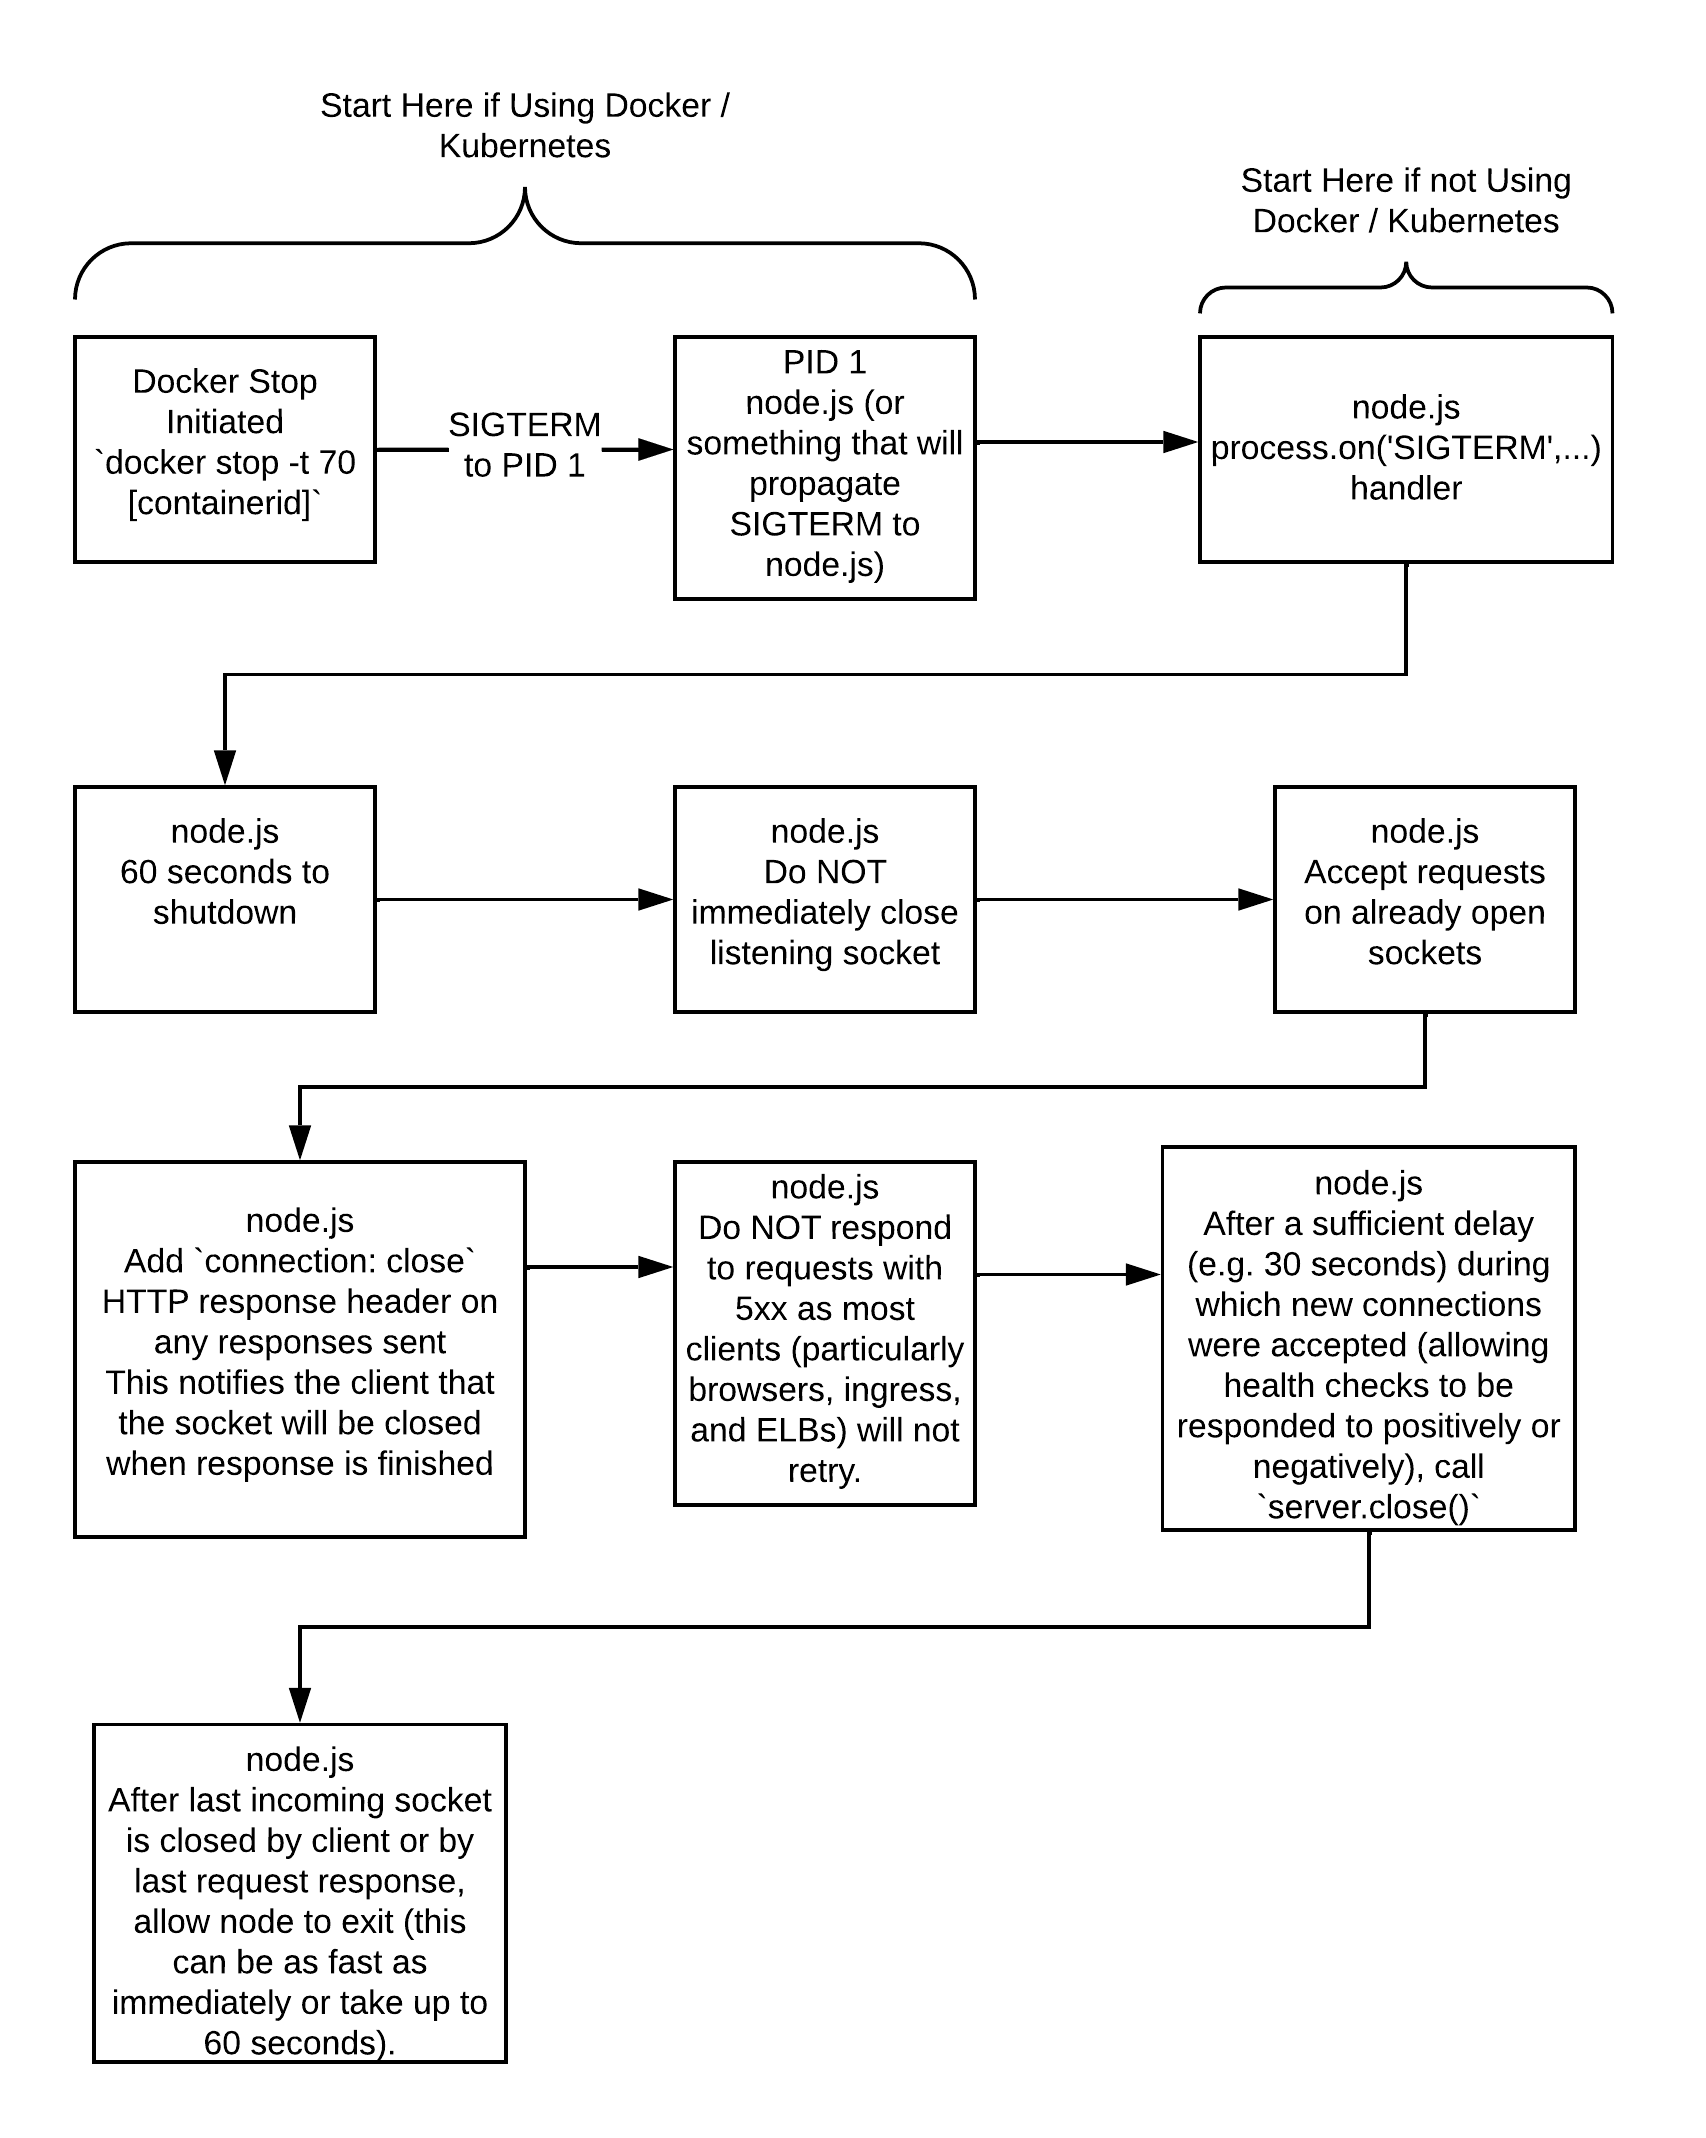 Start Here if Using Docker /
Kubernetes
Start Here if not Using
Docker / Kubernetes
Docker Stop
Initiated
`docker stop -t 70
[containerid]`
SIGTERM
to PID 1
PID 1
node.js (or
something that will
propagate
SIGTERM to
node.js)
node.js
process.on('SIGTERM',...)
handler
node.js
60 seconds to
shutdown
node.js
Do NOT
immediately close
listening socket
node.js
Accept requests
on already open
sockets
node.js
Add `connection: close`
HTTP response header on
any responses sent
This notifies the client that
the socket will be closed
when response is finished
node.js
Do NOT respond
to requests with
5xx as most
clients (particularly
browsers, ingress,
and ELBs) will not
retry.
node.js
After a sufficient delay
(e.g. 30 seconds) during
which new connections
were accepted (allowing
health checks to be
responded to positively or
negatively), call
`server.close()`
node.js
After last incoming socket
is closed by client or by
last request response,
allow node to exit (this
can be as fast as
immediately or take up to
60 seconds).